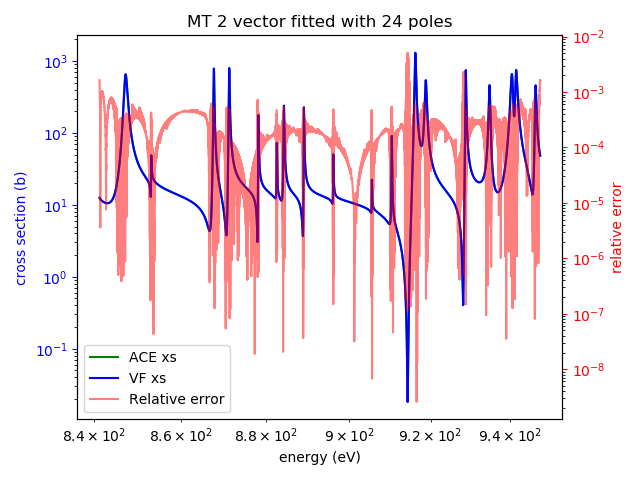 MT 2 vector fitted with 24 poles
cross section (b)
10³
10²
10¹
10⁰
10⁻¹
10⁻²
10⁻³
10⁻⁴
10⁻⁵
10⁻⁶
10⁻⁷
10⁻⁸
relative error
ACE xs
VF xs
Relative error
8.4 × 10² 8.6 × 10² 8.8 × 10² 9 × 10² 9.2 × 10² 9.4 × 10²
energy (eV)